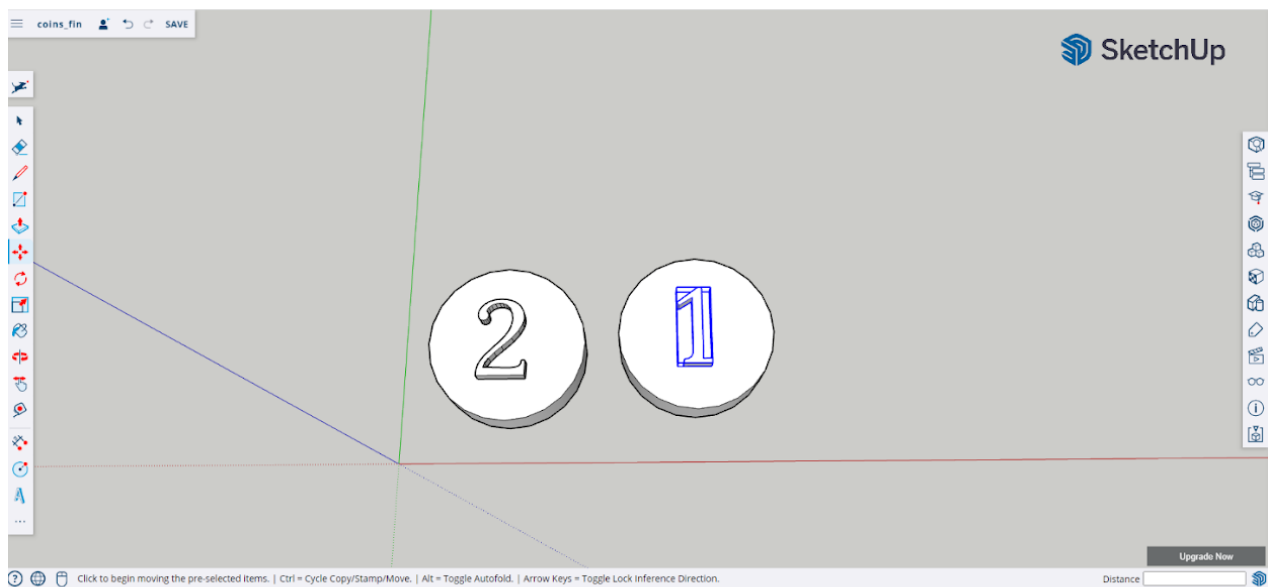 coins_fin SAVE
SketchUp
2 1
A
Upgrade Now
Click to begin moving the pre-selected items. | Ctrl = Cycle Copy/Stamp/Move. | Alt = Toggle Autofold. | Arrow Keys = Toggle Lock Inference Direction. Distance